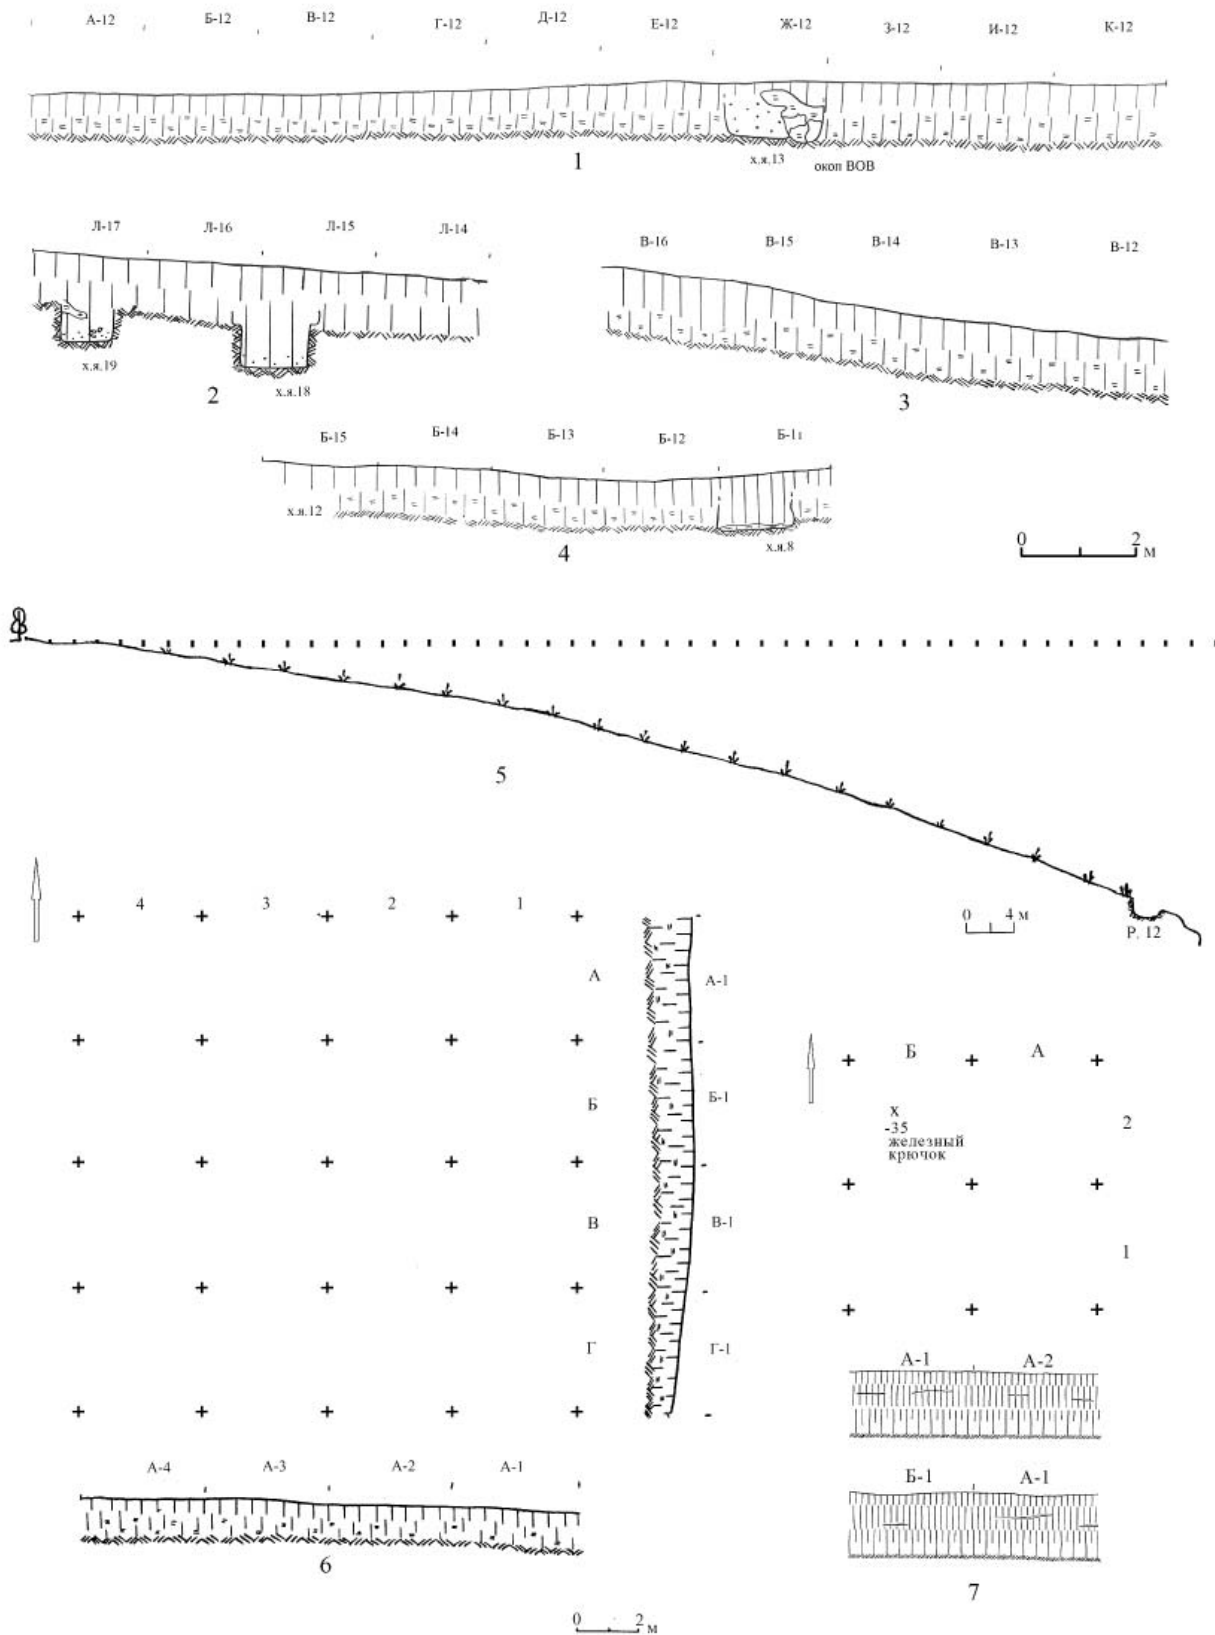 А-12 Б-12 В-12 Г-12 Д-12 Е-12 Ж-12 З-12 И-12 К-12
х.я.13 окоп ВОВ
1
Л-17 Л-16 Л-15 Л-14
х.я.19
х.я.18
2
В-16 В-15 В-14 В-13 В-12
3
Б-15 Б-14 Б-13 Б-12 Б-11
х.я.12
х.я.8
4
0 2
м
5
0 4 м
Р. 12
4 3 2 1
А
Б
В
Г
А-1
Б-1
В-1
Г-1
А-4 А-3 А-2 А-1
6
Б А
х
-35
железный
крючок
2
1
А-1 А-2
Б-1 А-1
7
0 2 м